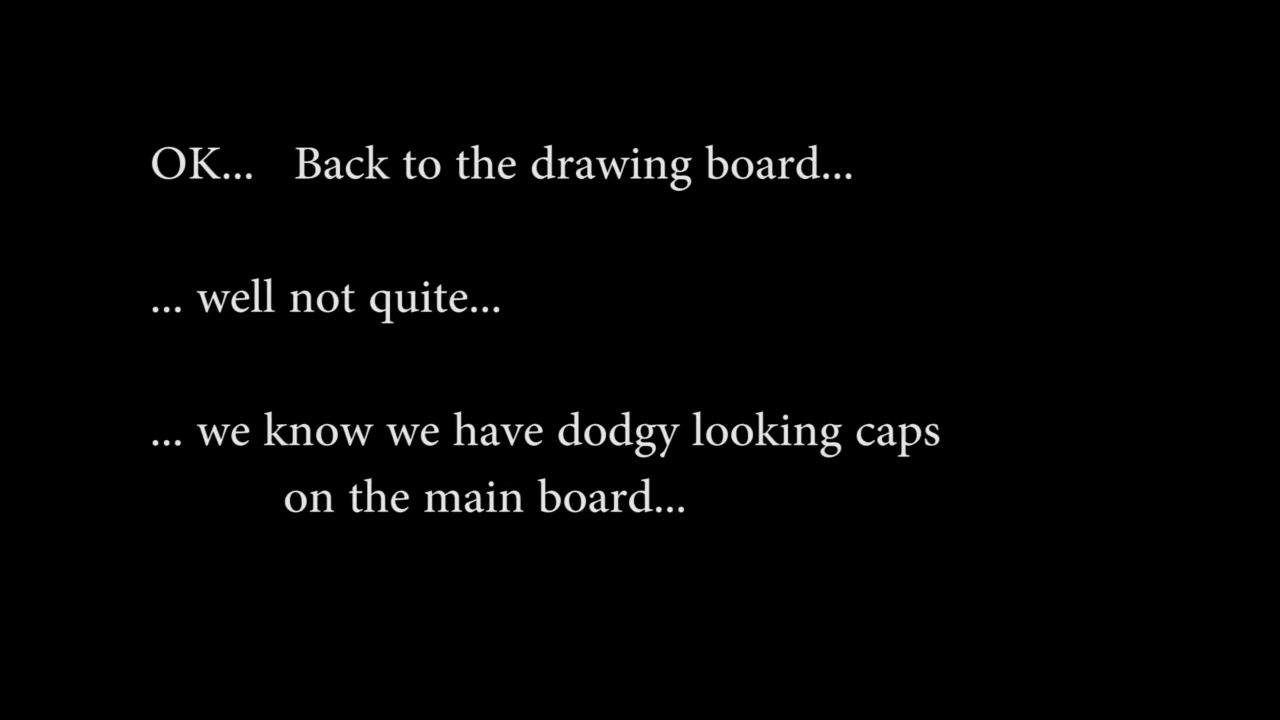 OK... Back to the drawing board...
... well not quite...
... we know we have dodgy looking caps
on the main board...